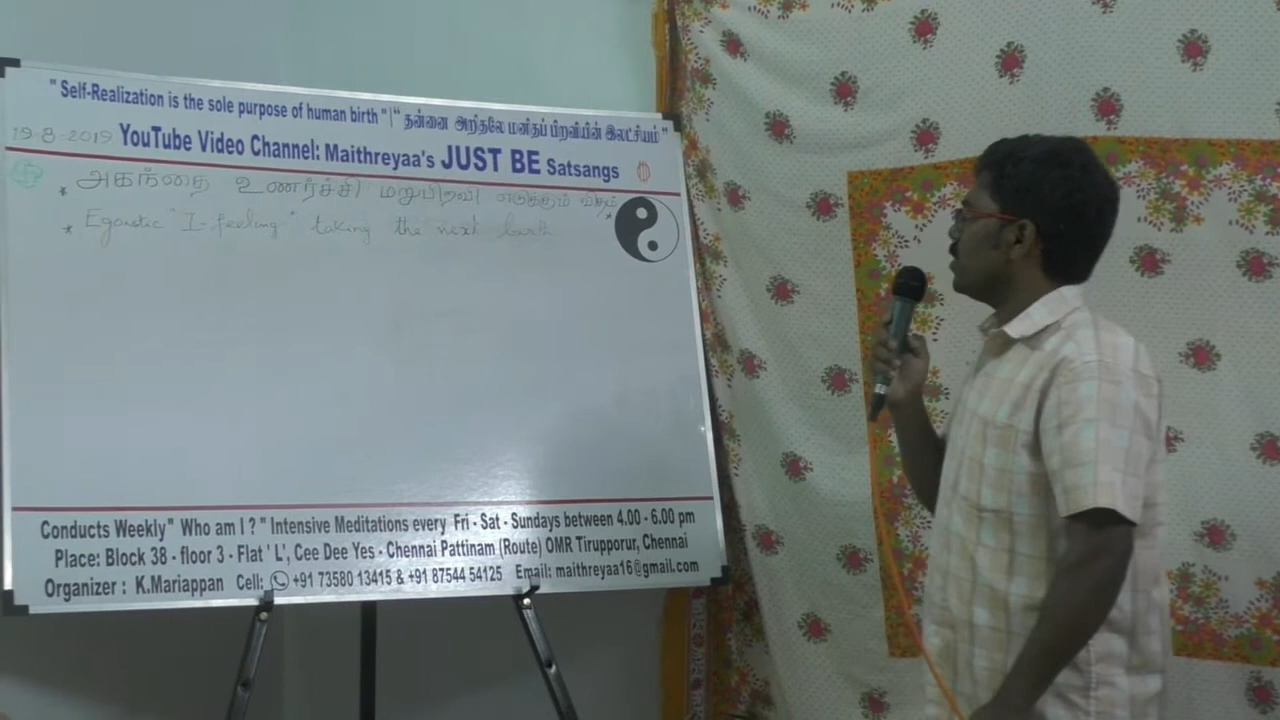 " Self-Realization is the sole purpose of human birth " | " தன்னை அறிதலே மனிதப் பிறவியின் இலட்சியம் "
19-8-2019 YouTube Video Channel: Maithreyaa's JUST BE Satsangs
* அகந்தை உணர்ச்சி மறுபிறவி எடுக்கும் விதம்
* Egoistic "I-feeling" taking the next birth
Conducts Weekly" Who am I ? " Intensive Meditations every Fri - Sat - Sundays between 4.00 - 6.00 pm
Place: Block 38 - floor 3 - Flat ' L', Cee Dee Yes - Chennai Pattinam (Route) OMR Tirupporur, Chennai
Organizer : K.Mariappan Cell: +91 73580 13415 & +91 87544 54125 Email: maithreyaa16@gmail.com